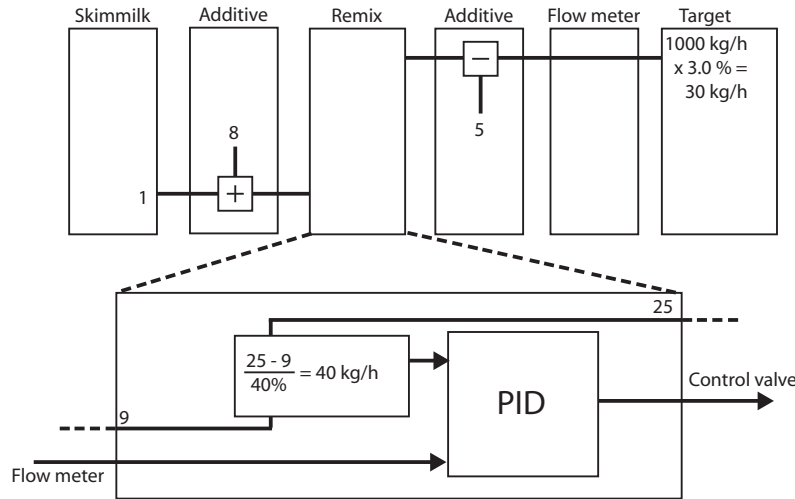 Skimmilk
Additive
Remix
Additive
Flow meter
Target
1000 kg/h
x 3.0 % =
30 kg/h
−
8
5
1
+
25
25 - 9
40%
= 40 kg/h
PID
Control valve
9
Flow meter